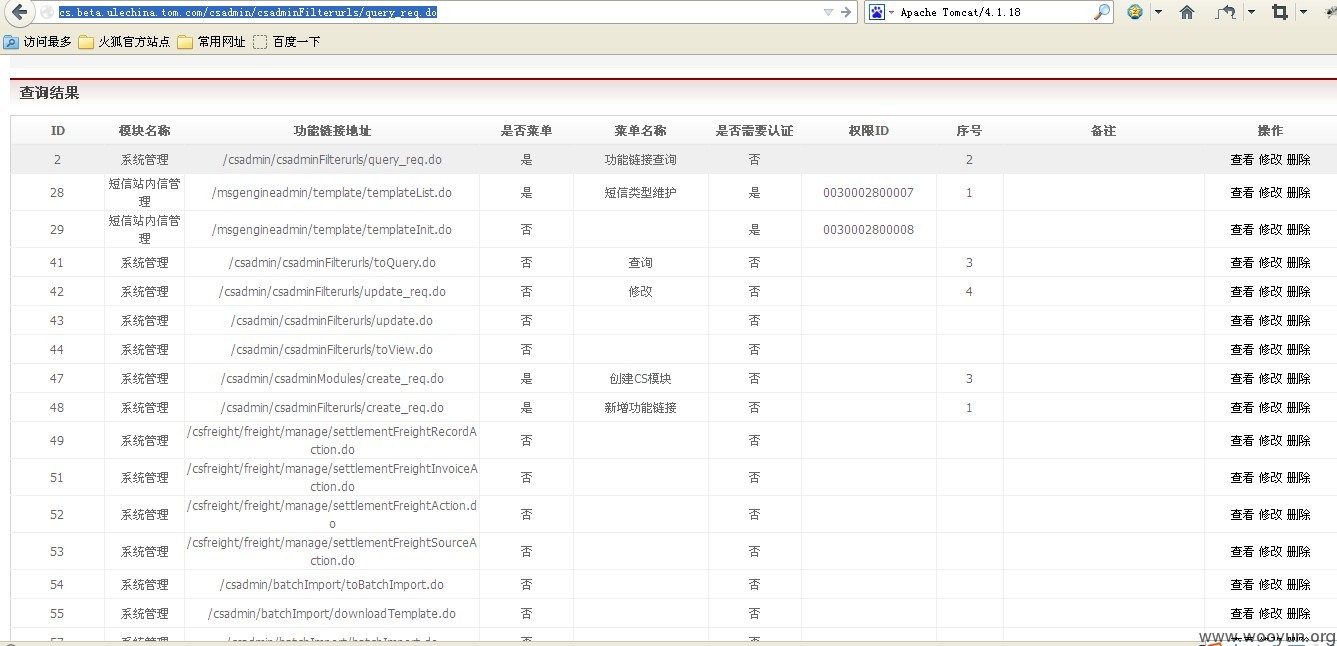 cs.beta.ulechina.tom.com/csadmin/csadminFilterurls/query_req.do
Apache Tomcat/4.1.18
访问最多 火狐官方站点 常用网址 百度一下
查询结果
ID 模块名称 功能链接地址 是否菜单 菜单名称 是否需要认证 权限ID 序号 备注 操作
2 系统管理 /csadmin/csadminFilterurls/query_req.do 是 功能链接查询 否 2 查看 修改 删除
28 短信站内信管理 /msgengineadmin/template/templateList.do 是 短信类型维护 是 0030002800007 1 查看 修改 删除
29 短信站内信管理 /msgengineadmin/template/templateInit.do 否 是 0030002800008 查看 修改 删除
41 系统管理 /csadmin/csadminFilterurls/toQuery.do 否 查询 否 3 查看 修改 删除
42 系统管理 /csadmin/csadminFilterurls/update_req.do 否 修改 否 4 查看 修改 删除
43 系统管理 /csadmin/csadminFilterurls/update.do 否 否 查看 修改 删除
44 系统管理 /csadmin/csadminFilterurls/toView.do 否 否 查看 修改 删除
47 系统管理 /csadmin/csadminModules/create_req.do 是 创建CS模块 否 3 查看 修改 删除
48 系统管理 /csadmin/csadminFilterurls/create_req.do 是 新增功能链接 否 1 查看 修改 删除
49 系统管理 /csfreight/freight/manage/settlementFreightRecordAction.do 否 否 查看 修改 删除
51 系统管理 /csfreight/freight/manage/settlementFreightInvoiceAction.do 否 否 查看 修改 删除
52 系统管理 /csfreight/freight/manage/settlementFreightAction.do 否 否 查看 修改 删除
53 系统管理 /csfreight/freight/manage/settlementFreightSourceAction.do 否 否 查看 修改 删除
54 系统管理 /csadmin/batchImport/toBatchImport.do 否 否 查看 修改 删除
55 系统管理 /csadmin/batchImport/downloadTemplate.do 否 否 查看 修改 删除
www.wooyun.org